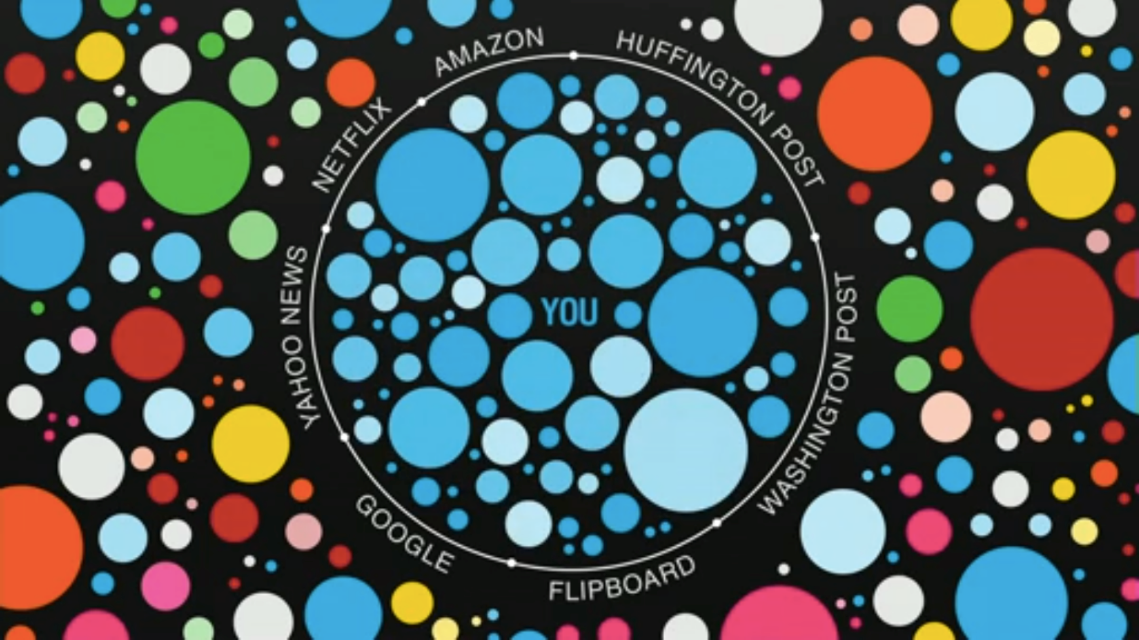 AMAZON
HUFFINGTON POST
NETFLIX
YAHOO NEWS
YOU
WASHINGTON POST
GOOGLE
FLIPBOARD